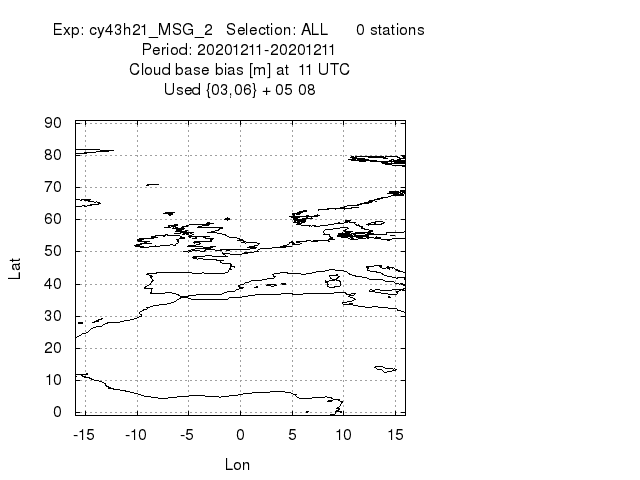 Exp: cy43h21_MSG_2 Selection: ALL 0 stations
Period: 20201211-20201211
Cloud base bias [m] at 11 UTC
Used {03,06} + 05 08
90
80
70
60
50
40
30
20
10
0
Lat
-15 -10 -5 0 5 10 15
Lon